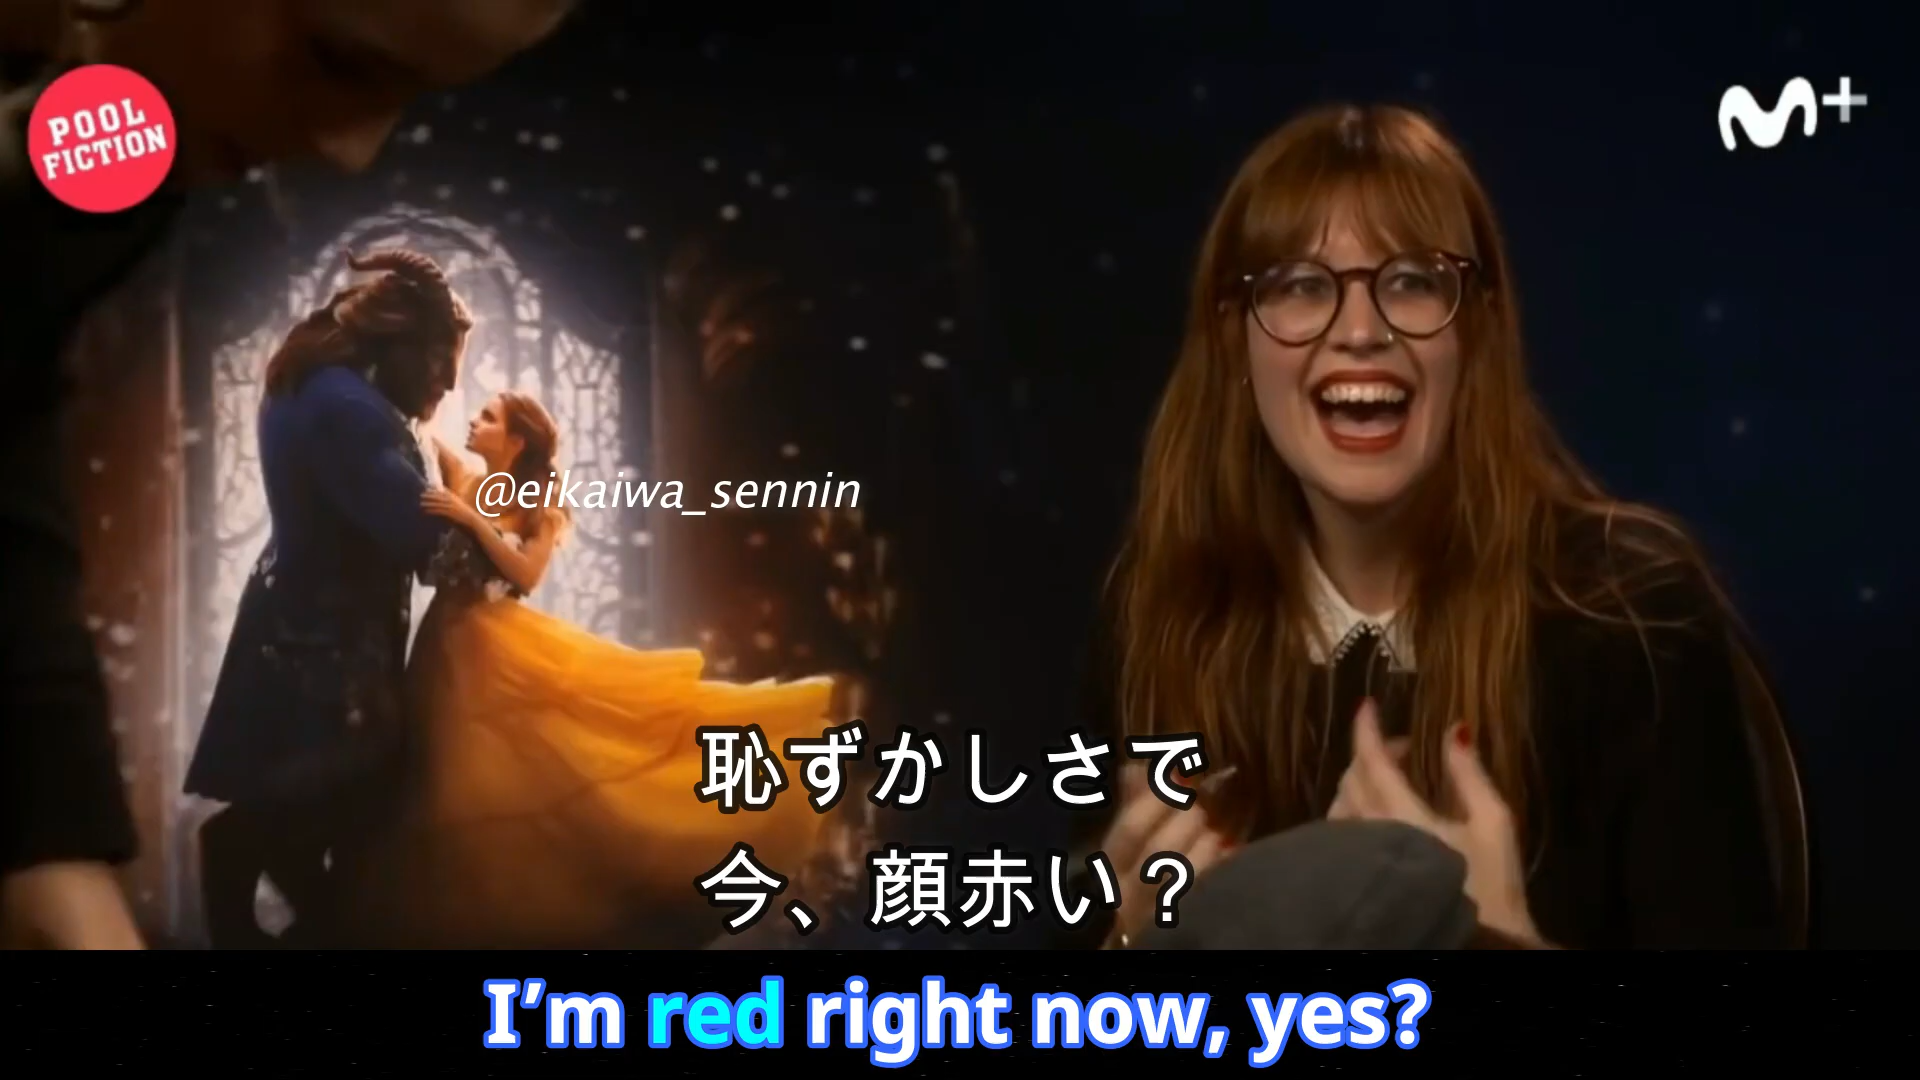 POOL
FICTION
M+
@eikaiwa_sennin
恥ずかしさで
今、顔赤い？
I’m red right now, yes?